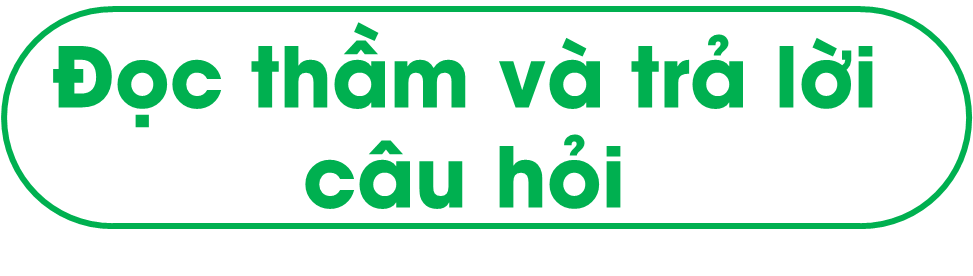 Đọc thầm và trả lời
câu hỏi